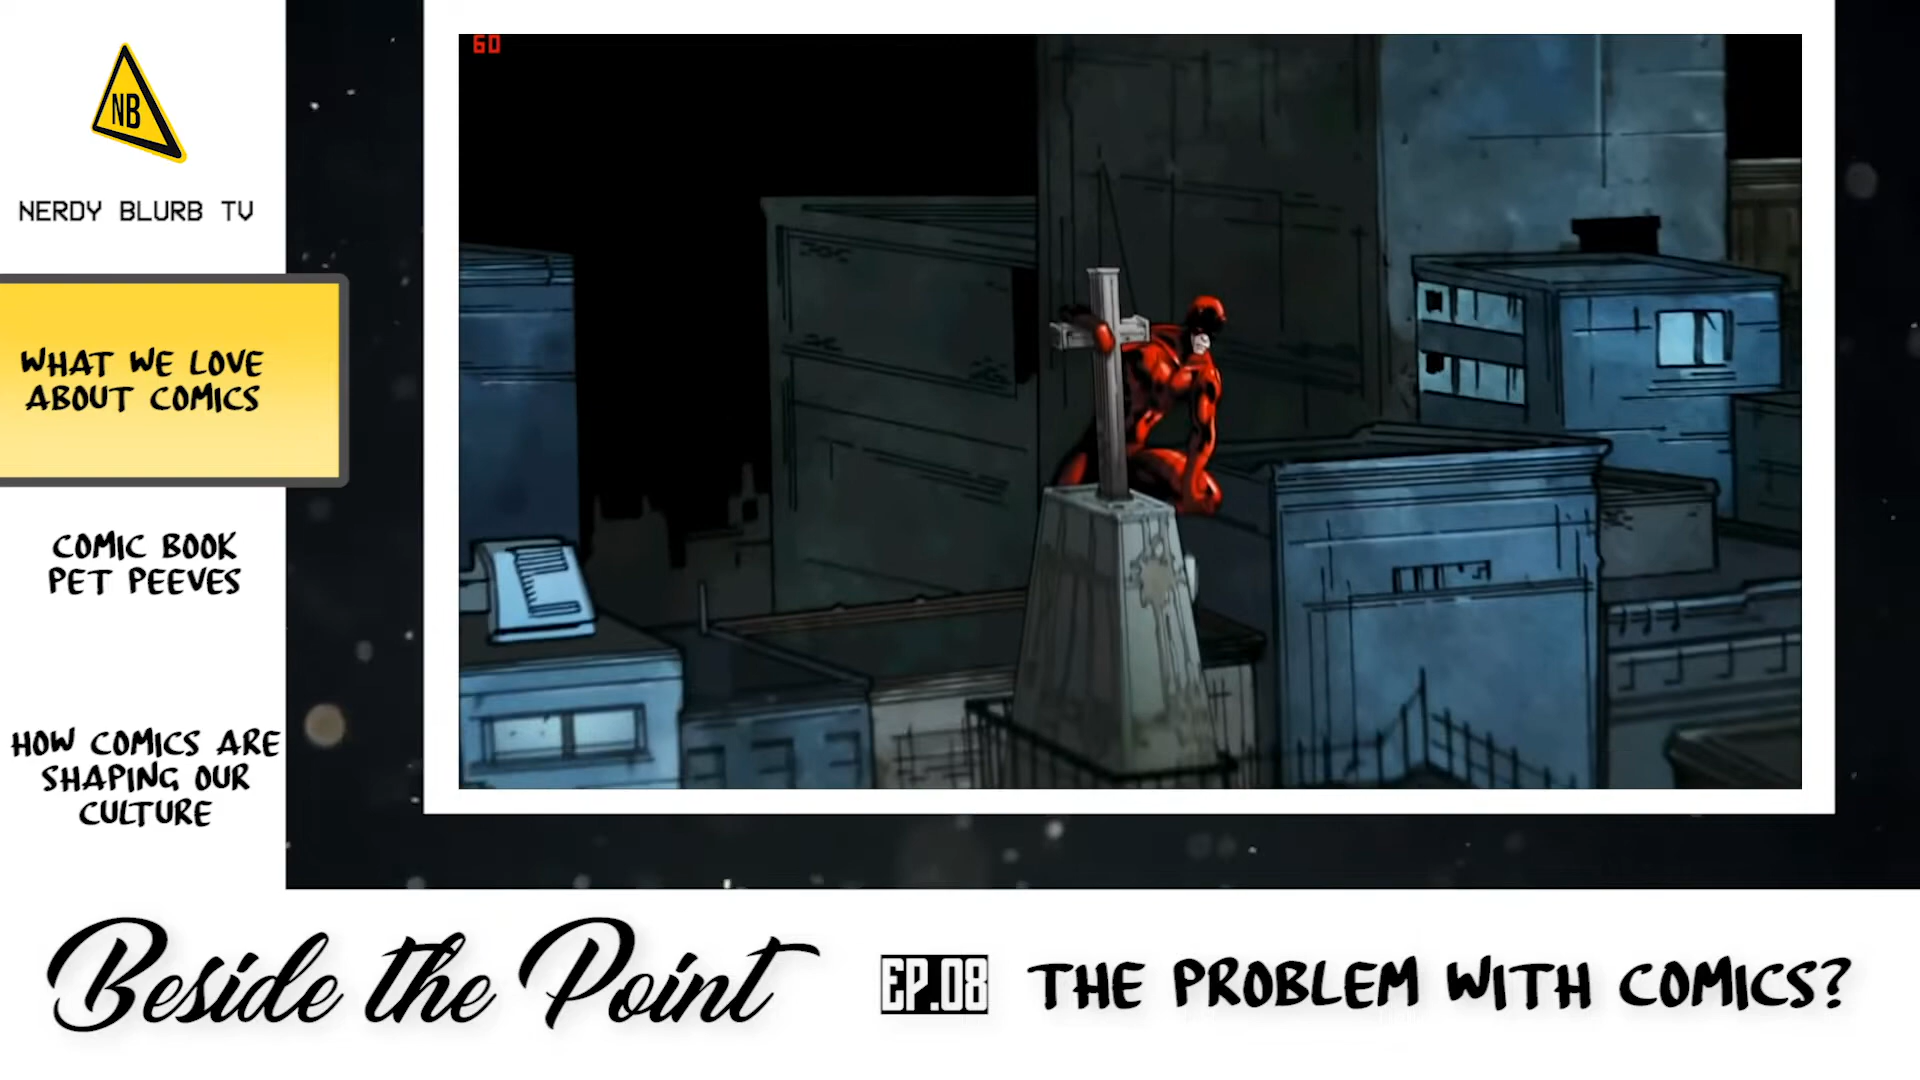 60
NB
NERDY BLURB TV
WHAT WE LOVE
ABOUT COMICS
COMIC BOOK
PET PEEVES
HOW COMICS ARE
SHAPING OUR
CULTURE
Beside the Point
EP.08
THE PROBLEM WITH COMICS?